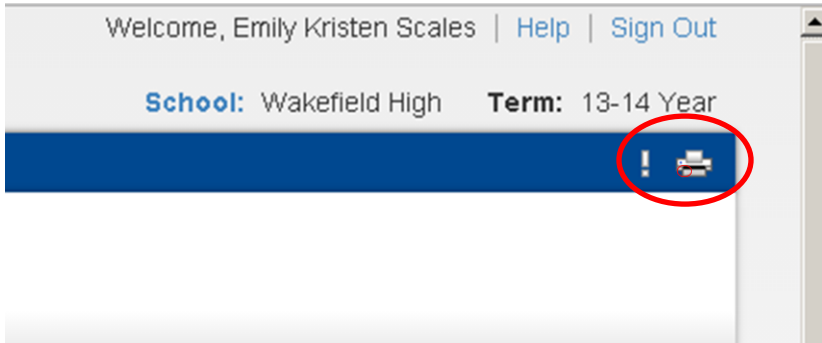 Welcome, Emily Kristen Scales | Help | Sign Out
School: Wakefield High Term: 13-14 Year
!